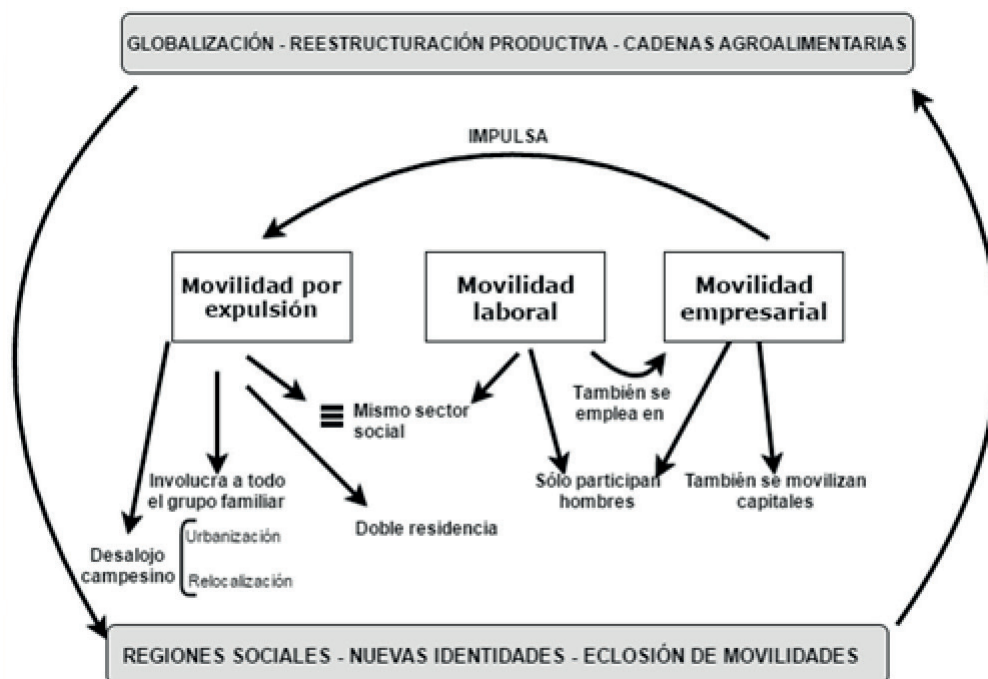 GLOBALIZACIÓN - REESTRUCTURACIÓN PRODUCTIVA - CADENAS AGROALIMENTARIAS
IMPULSA
Movilidad por
expulsión
Movilidad
laboral
Movilidad
empresarial
Mismo sector
social
También se
emplea en
Involucra a todo
el grupo familiar
Doble residencia
Sólo participan
hombres
También se movilizan
capitales
Desalojo
campesino
Urbanización
Relocalización
REGIONES SOCIALES - NUEVAS IDENTIDADES - ECLOSIÓN DE MOVILIDADES